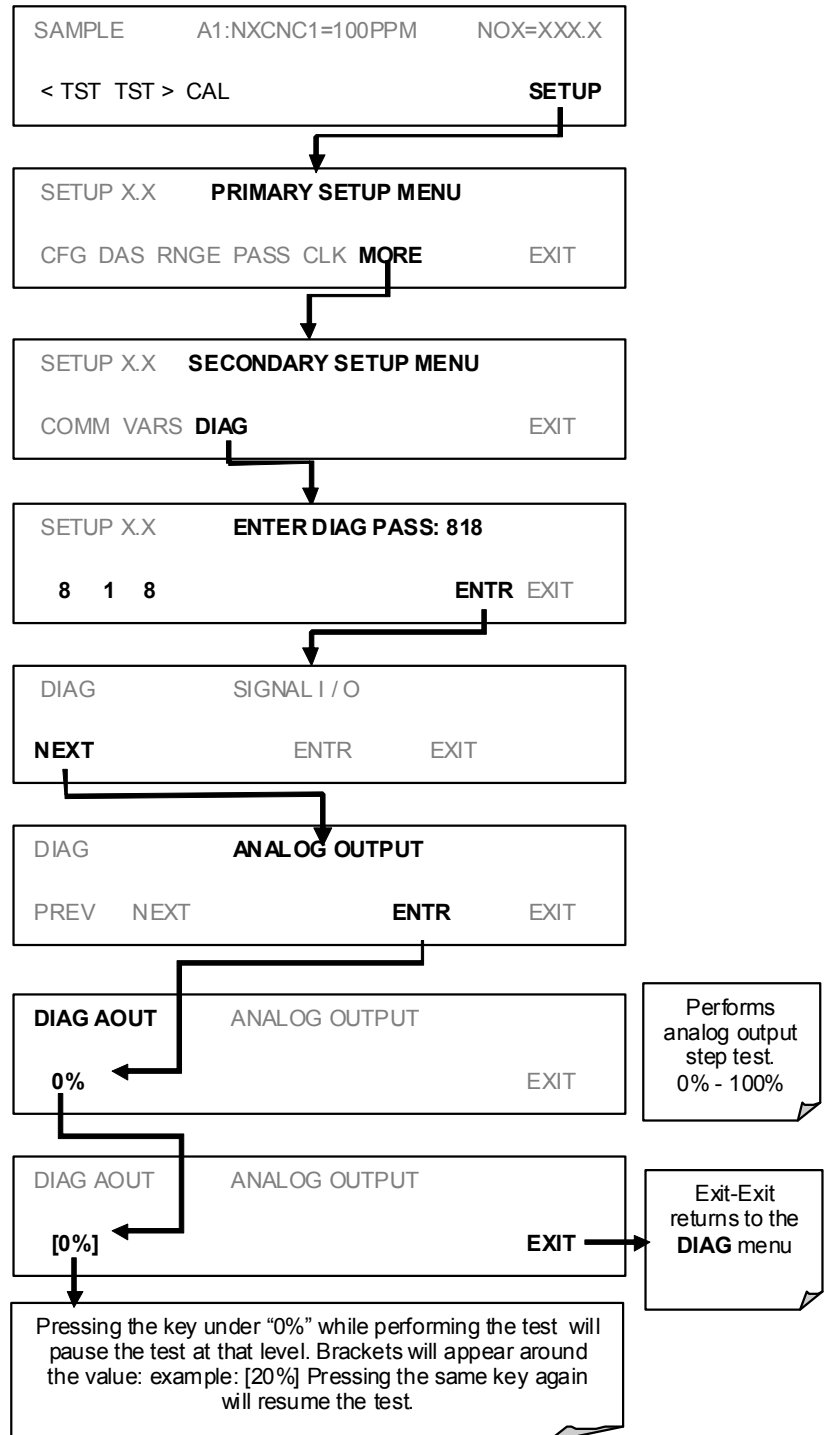 SAMPLE A1:NXCNC1=100PPM NOX=XXX.X
< TST TST > CAL SETUP
SETUP X.X PRIMARY SETUP MENU
CFG DAS RNGE PASS CLK MORE EXIT
SETUP X.X SECONDARY SETUP MENU
COMM VARS DIAG EXIT
SETUP X.X ENTER DIAG PASS: 818
8 1 8 ENTR EXIT
DIAG SIGNAL I / O
NEXT ENTR EXIT
DIAG ANALOG OUTPUT
PREV NEXT ENTR EXIT
DIAG AOUT ANALOG OUTPUT
0% EXIT
Performs
analog output
step test.
0% - 100%
DIAG AOUT ANALOG OUTPUT
[0%] EXIT
Exit-Exit
returns to the
DIAG menu
Pressing the key under “0%” while performing the test will
pause the test at that level. Brackets will appear around
the value: example: [20%] Pressing the same key again
will resume the test.